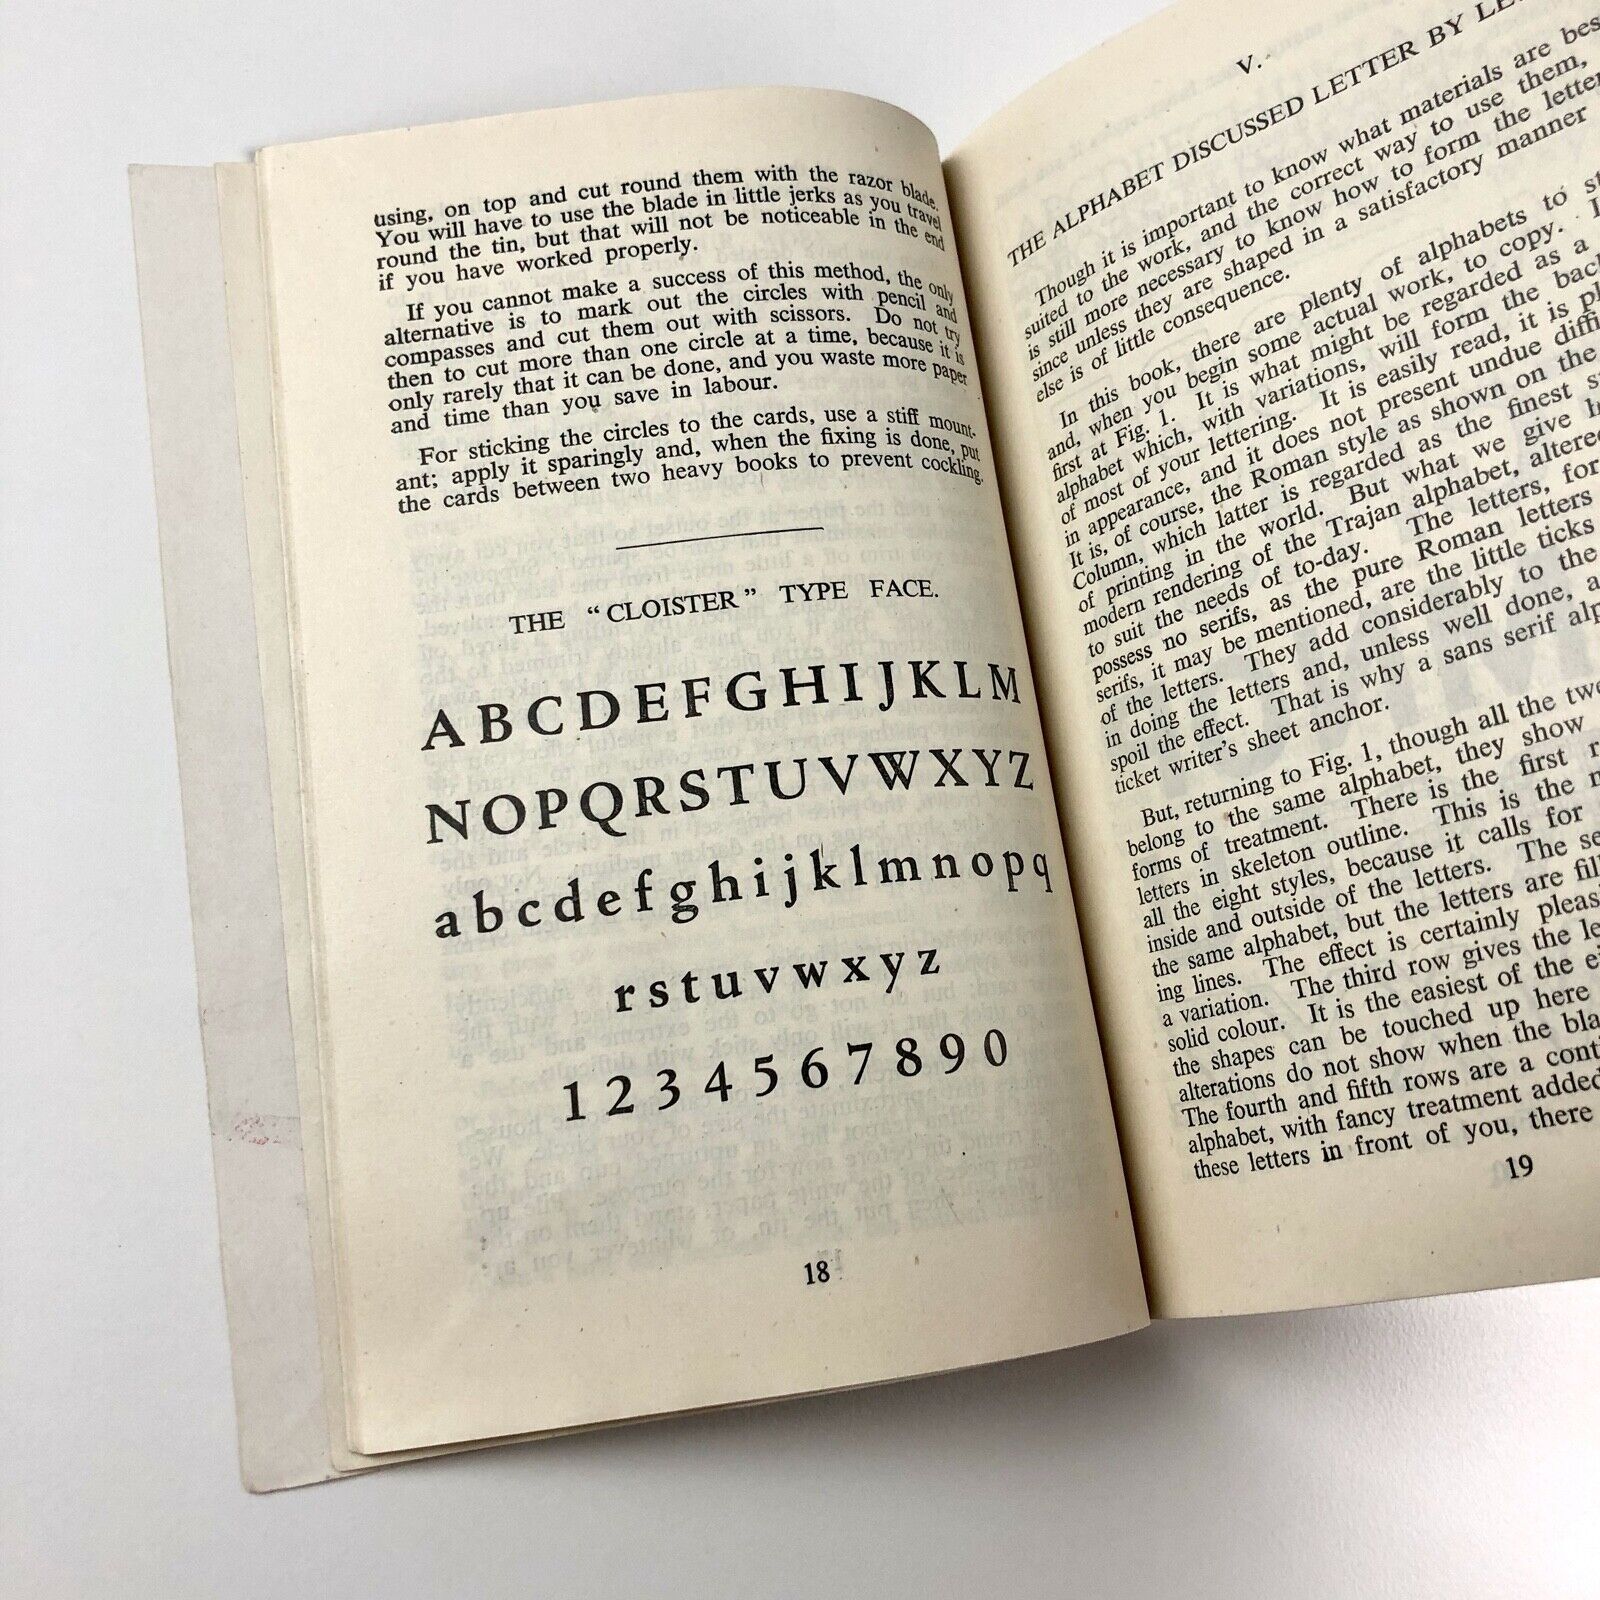 using, on top and cut round them with the razor blade.
You will have to use the blade in little jerks as you travel
round the tin, but that will not be noticeable in the end
if you have worked properly.
If you cannot make a success of this method, the only
alternative is to mark out the circles with pencil and
compasses and cut them out with scissors. Do not try
then to cut more than one circle at a time, because it is
only rarely that it can be done, and you waste more paper
and time than you save in labour.
For sticking the circles to the cards, use a stiff mount-
ant; apply it sparingly and, when the fixing is done, put
the cards between two heavy books to prevent cockling.
THE "CLOISTER" TYPE FACE.
ABCDEFGHIJKLM
NOPQRSTUVWXYZ
abcdefghijklmnopq
rstuvwxyz
1234567890
18
V.
THE ALPHABET DISCUSSED LETTER BY
Though it is important to know what materials are
suited to the work, and the correct way to use them,
is still more necessary to know how to form the
since unless they are shaped in a satisfactory manner
else is of little consequence.
In this book, there are plenty of alphabets to
and, when you begin some actual work, to copy.
first at Fig. 1. It is what might be regarded as a
alphabet which, with variations, will form the
of most of your lettering. It is easily read, it is
in appearance, and it does not present undue
It is, of course, the Roman style as shown on the
Column, which latter is regarded as the finest
of printing in the world. But what we give
modern rendering of the Trajan alphabet, altered
to suit the needs of to-day. The letters, for
possess no serifs, as the pure Roman letters
serifs, it may be mentioned, are the little ticks
of the letters. They add considerably to the
in doing the letters and, unless well done,
spoil the effect. That is why a sans serif
ticket writer's sheet anchor.
But, returning to Fig. 1, though all the
belong to the same alphabet, they show
forms of treatment. There is the first
letters in skeleton outline. This is the
all the eight styles, because it calls for
inside and outside of the letters. The
the same alphabet, but the letters are
ing lines. The effect is certainly
a variation. The third row gives the
solid colour. It is the easiest of the
the shapes can be touched up here
alterations do not show when the
The fourth and fifth rows are a
alphabet, with fancy treatment added
these letters in front of you, there
19